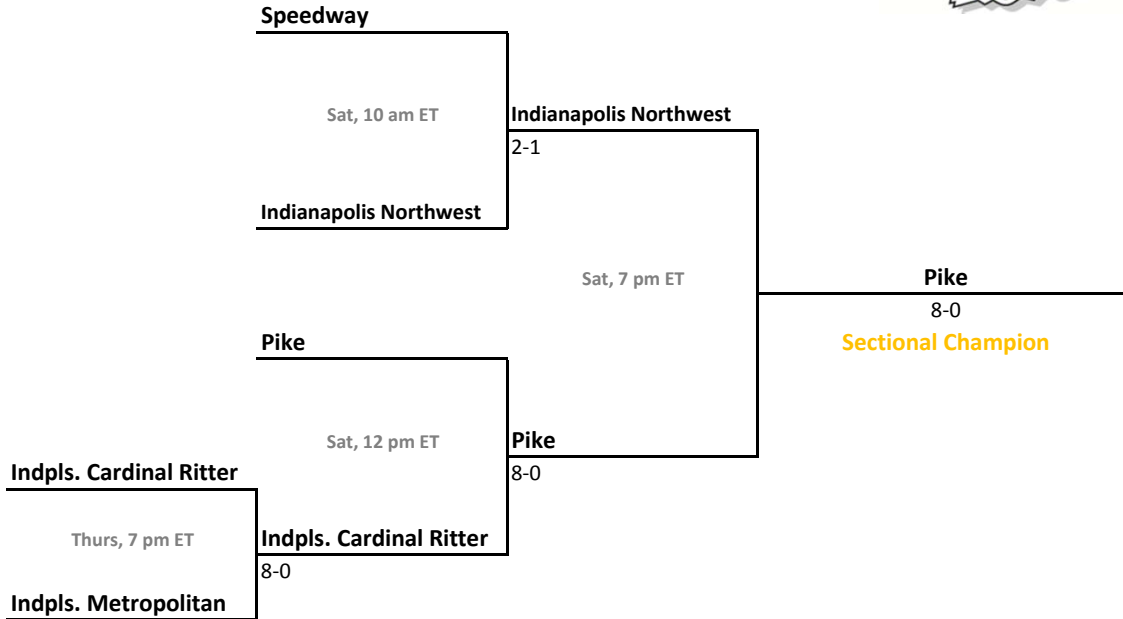 Speedway
Sat, 10 am ET
Indianapolis Northwest
2-1
Indianapolis Northwest
Sat, 7 pm ET
Pike
8-0
Sectional Champion
Pike
Sat, 12 pm ET
Pike
8-0
Indpls. Cardinal Ritter
Thurs, 7 pm ET
Indpls. Cardinal Ritter
8-0
Indpls. Metropolitan